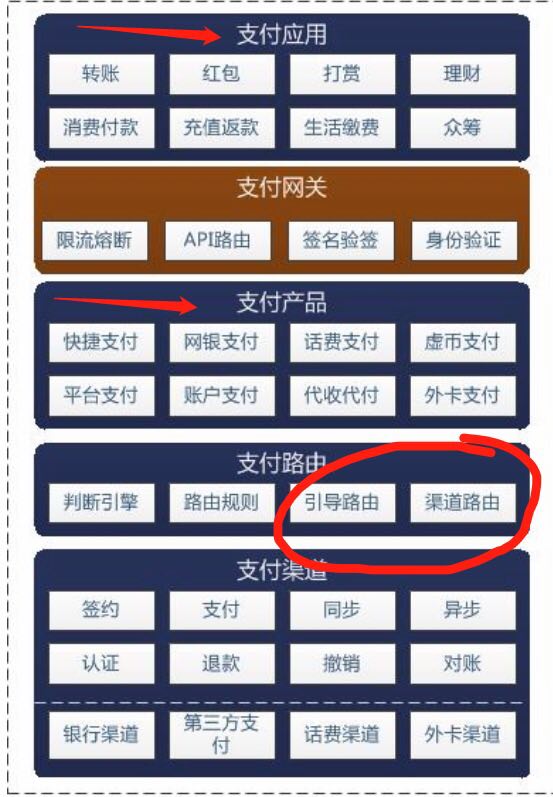 支付应用
转账 红包 打赏 理财
消费付款 充值返款 生活缴费 众筹
支付网关
限流熔断 API路由 签名验签 身份验证
支付产品
快捷支付 网银支付 话费支付 虚币支付
平台支付 账户支付 代收代付 外卡支付
支付路由
判断引擎 路由规则 引导路由 渠道路由
支付渠道
签约 支付 同步 异步
认证 退款 撤销 对账
银行渠道 第三方支付 话费渠道 外卡渠道